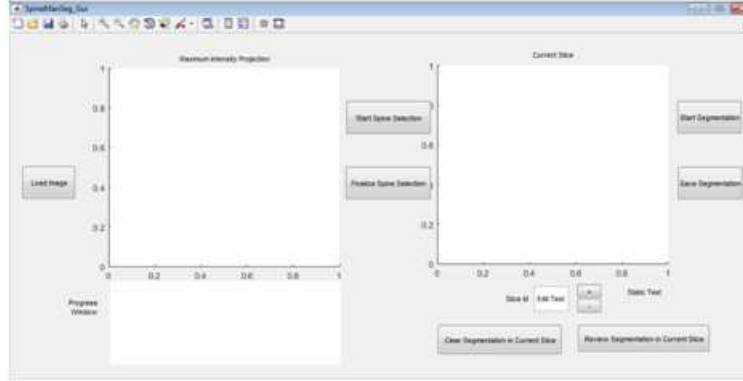 SpineManSeg_Gui
Maximum Intensity Projection
Current Slice
1
0.8
0.6
0.4
0.2
0
0 0.2 0.4 0.6 0.8 1
1
0.8
0.6
0.4
0.2
0
0 0.2 0.4 0.6 0.8 1
Load Image
Start Spine Selection
Finalize Spine Selection
Start Segmentation
Save Segmentation
Progress
Window
Slice Id
Edit Text
+
-
Static Text
Clear Segmentation in Current Slice
Review Segmentation in Current Slice